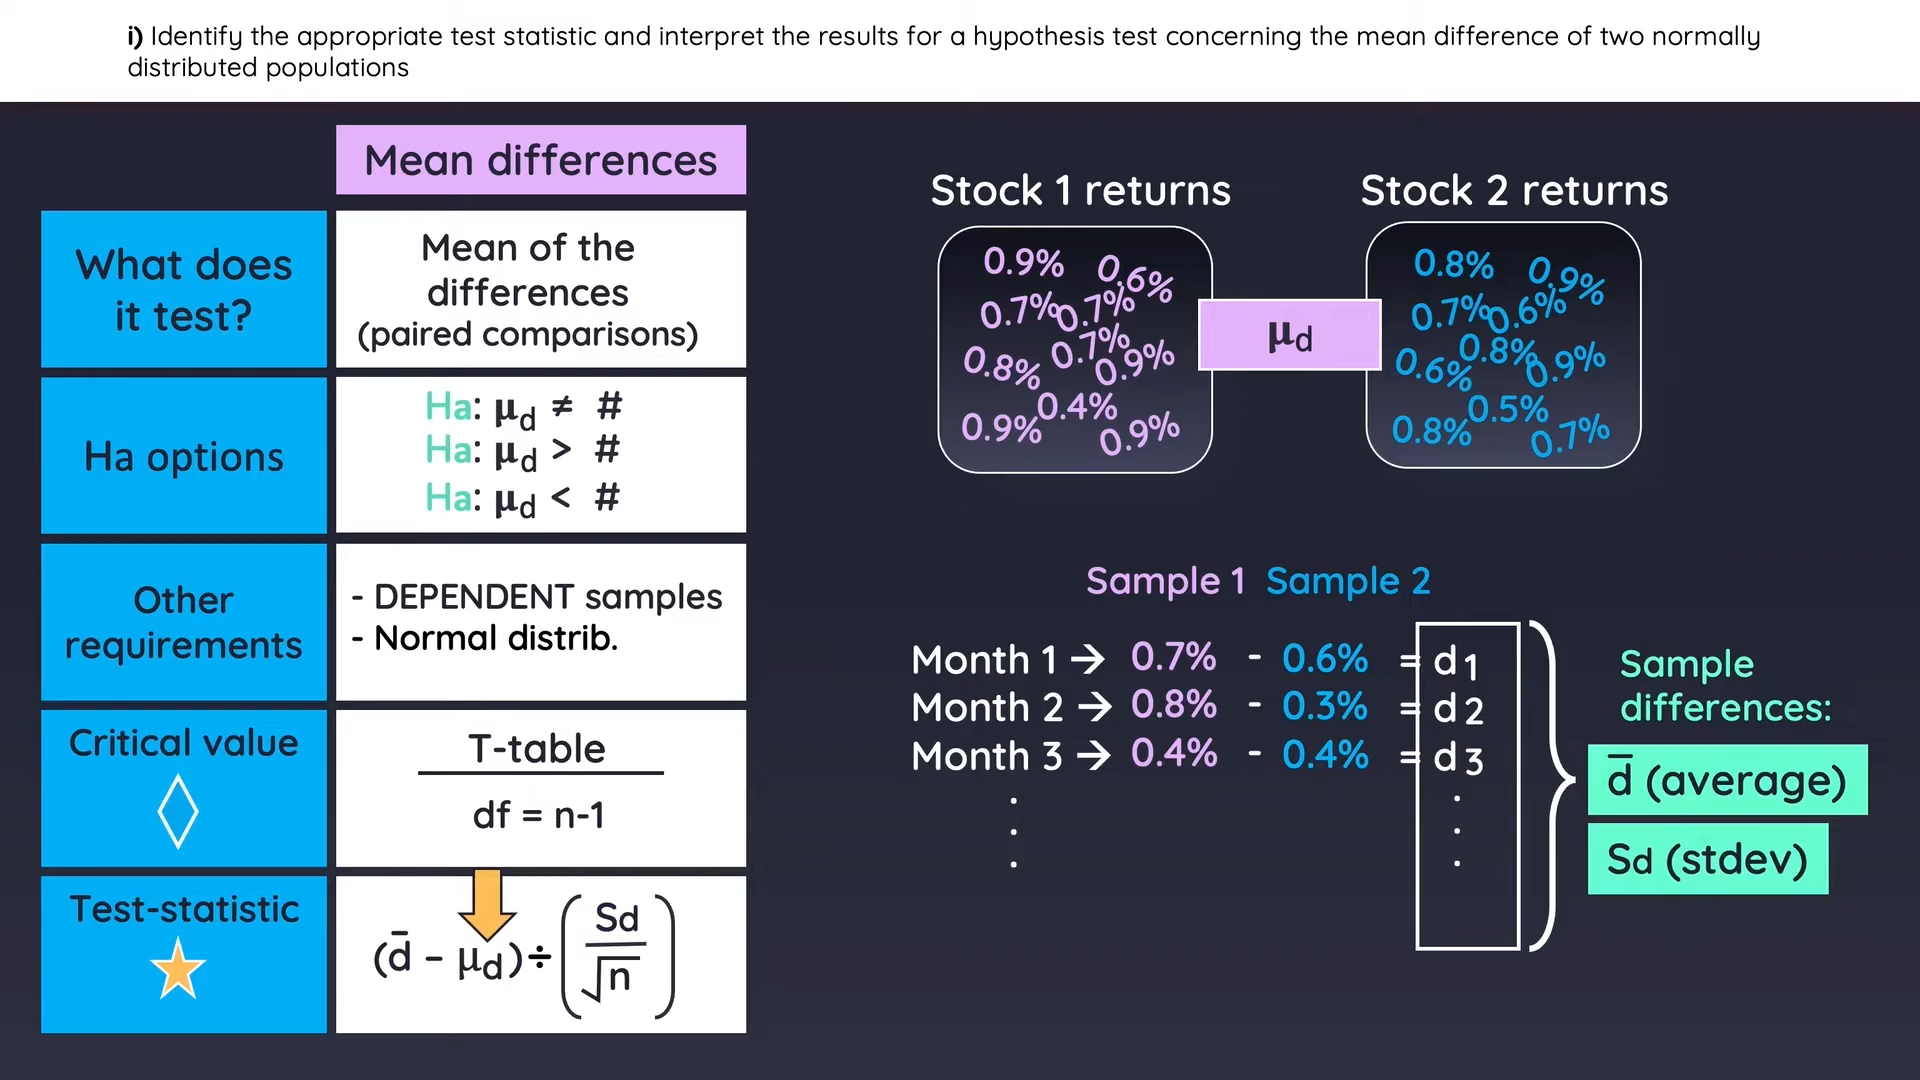 i) Identify the appropriate test statistic and interpret the results for a hypothesis test concerning the mean difference of two normally
distributed populations
Mean differences
What does
it test?
Mean of the
differences
(paired comparisons)
Ha options
Ha: μd ≠ #
Ha: μd > #
Ha: μd < #
Other
requirements
- DEPENDENT samples
- Normal distrib.
Critical value
T-table
df = n-1
Test-statistic
(d̄ - μd) ÷ (Sd / √n)
Stock 1 returns
0.9% 0.6%
0.7% 0.7%
0.7%
0.8% 0.9%
0.4%
0.9% 0.9%
μd
Stock 2 returns
0.8% 0.9%
0.7% 0.6%
0.8%
0.6% 0.9%
0.5%
0.8% 0.7%
Sample 1 Sample 2
Month 1 → 0.7% - 0.6% = d1
Month 2 → 0.8% - 0.3% = d2
Month 3 → 0.4% - 0.4% = d3
Sample
differences:
d̄ (average)
Sd (stdev)